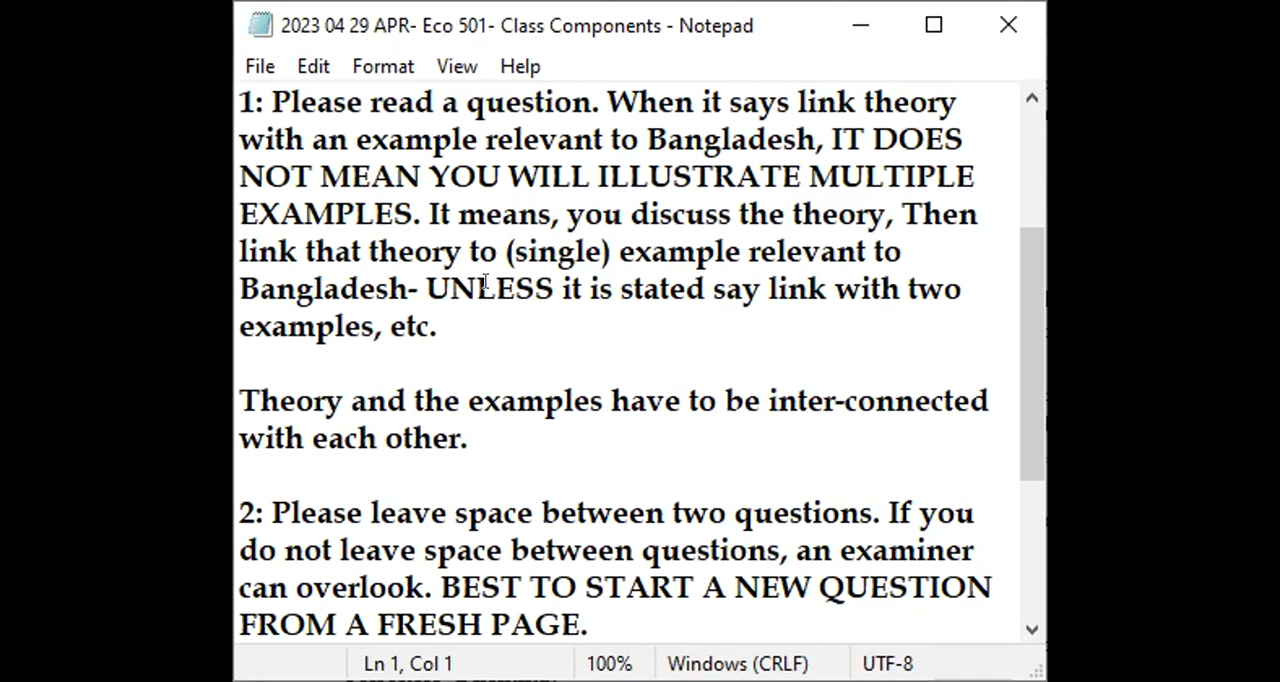 2023 04 29 APR- Eco 501- Class Components - Notepad
File Edit Format View Help
1: Please read a question. When it says link theory
with an example relevant to Bangladesh, IT DOES
NOT MEAN YOU WILL ILLUSTRATE MULTIPLE
EXAMPLES. It means, you discuss the theory, Then
link that theory to (single) example relevant to
Bangladesh- UNLESS it is stated say link with two
examples, etc.
Theory and the examples have to be inter-connected
with each other.
2: Please leave space between two questions. If you
do not leave space between questions, an examiner
can overlook. BEST TO START A NEW QUESTION
FROM A FRESH PAGE.
Ln 1, Col 1 100% Windows (CRLF) UTF-8